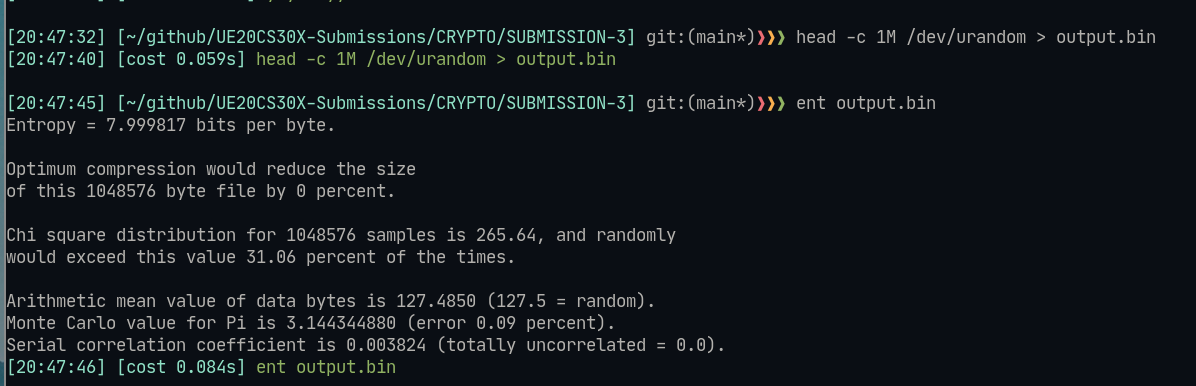 [20:47:32] [~/github/UE20CS30X-Submissions/CRYPTO/SUBMISSION-3] git:(main*)❯❯❯ head -c 1M /dev/urandom > output.bin
[20:47:40] [cost 0.059s] head -c 1M /dev/urandom > output.bin
[20:47:45] [~/github/UE20CS30X-Submissions/CRYPTO/SUBMISSION-3] git:(main*)❯❯❯ ent output.bin
Entropy = 7.999817 bits per byte.
Optimum compression would reduce the size
of this 1048576 byte file by 0 percent.
Chi square distribution for 1048576 samples is 265.64, and randomly
would exceed this value 31.06 percent of the times.
Arithmetic mean value of data bytes is 127.4850 (127.5 = random).
Monte Carlo value for Pi is 3.144344880 (error 0.09 percent).
Serial correlation coefficient is 0.003824 (totally uncorrelated = 0.0).
[20:47:46] [cost 0.084s] ent output.bin